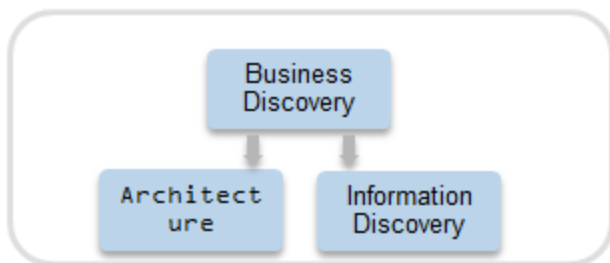 Business
Discovery
Architect
ure
Information
Discovery